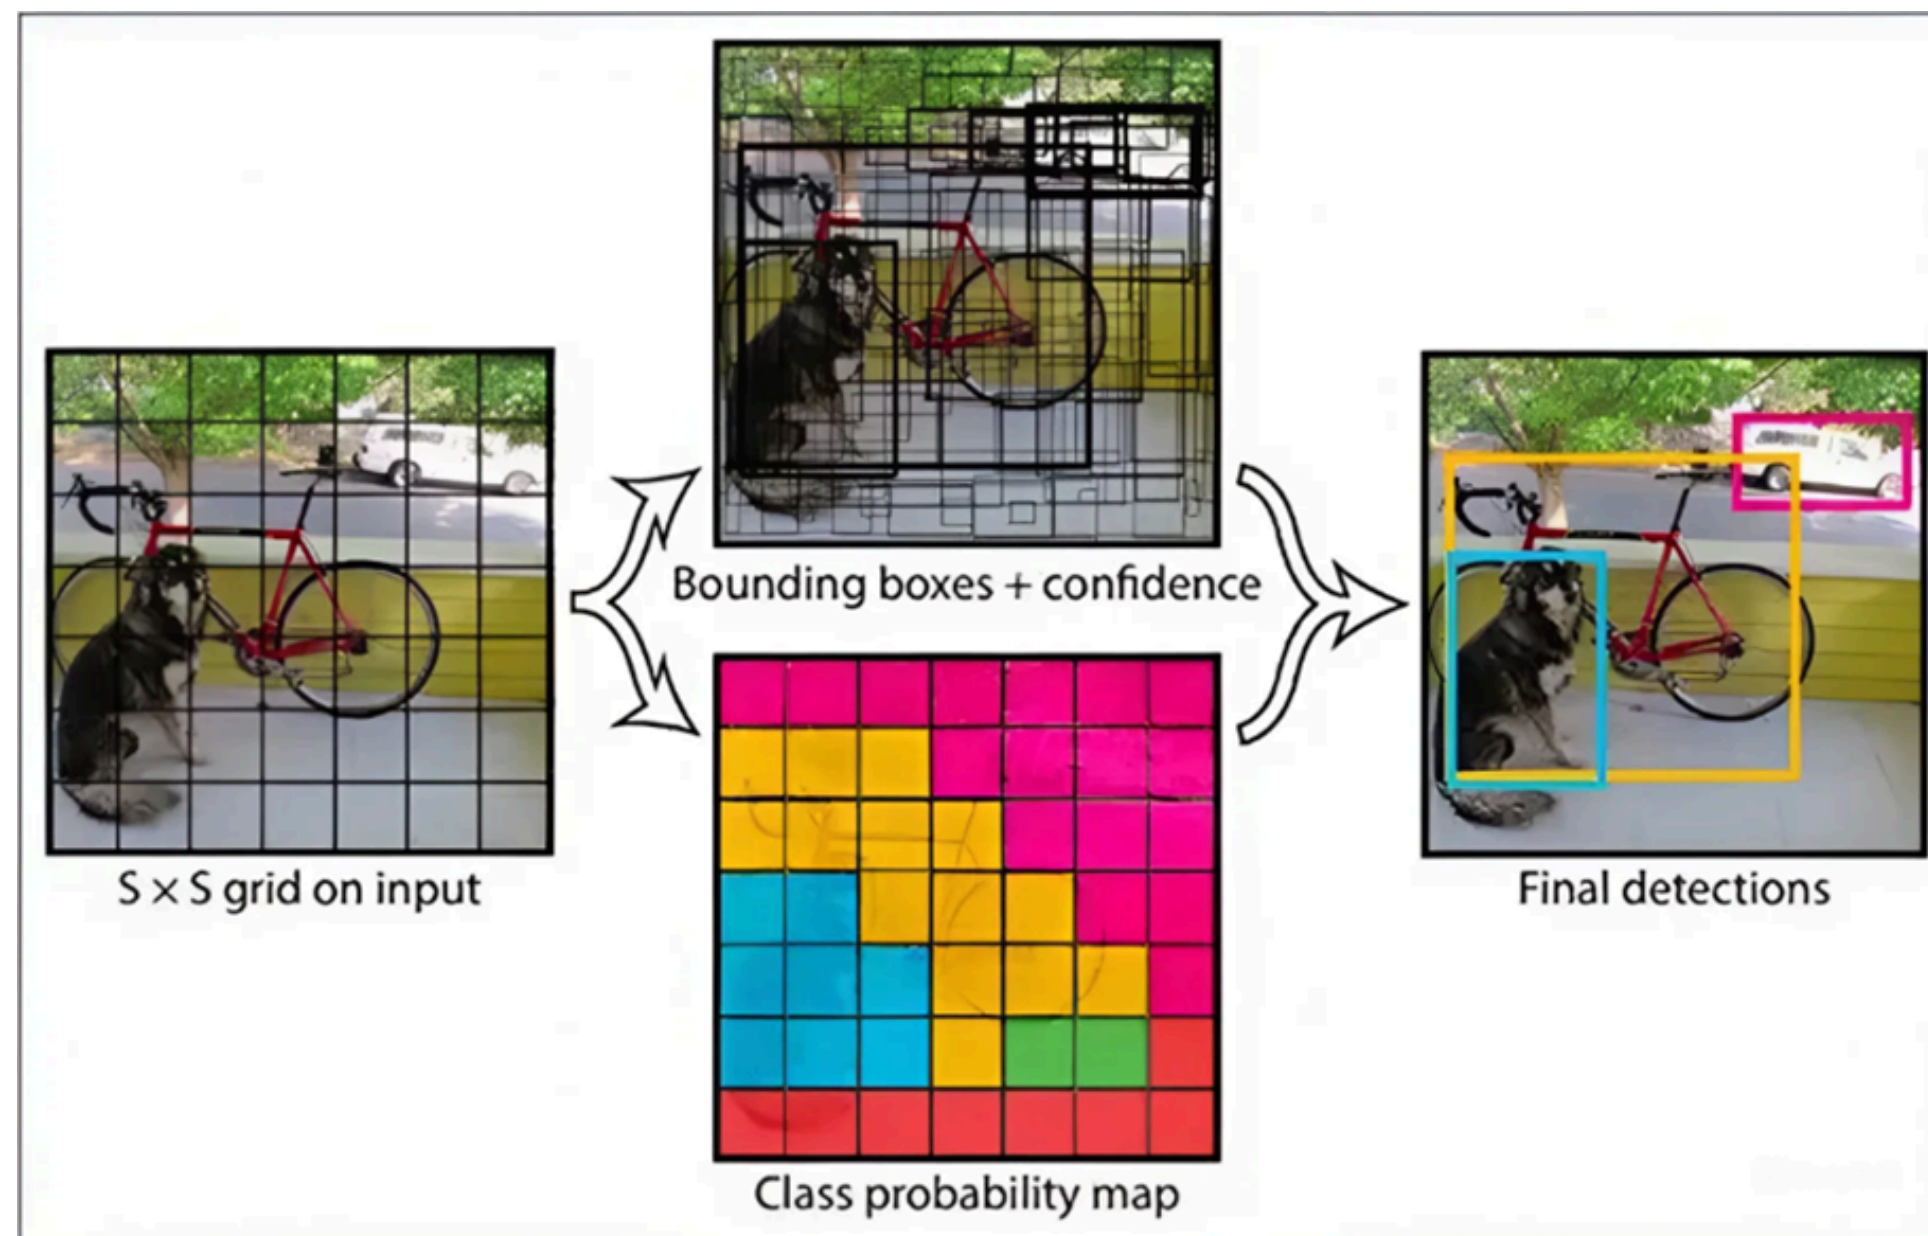 Bounding boxes + confidence
S × S grid on input
Final detections
Class probability map